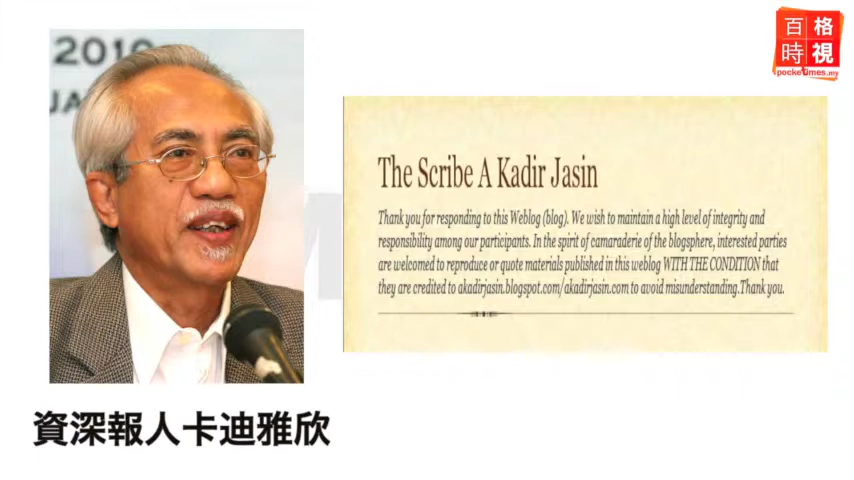 2010
百格
時視
pocketimes.my
The Scribe A Kadir Jasin
Thank you for responding to this Weblog (blog). We wish to maintain a high level of integrity and
responsibility among our participants. In the spirit of camaraderie of the blogsphere, interested parties
are welcomed to reproduce or quote materials published in this weblog WITH THE CONDITION that
they are credited to akadirjasin.blogspot.com/akadirjasin.com to avoid misunderstanding.Thank you.
資深報人卡迪雅欣